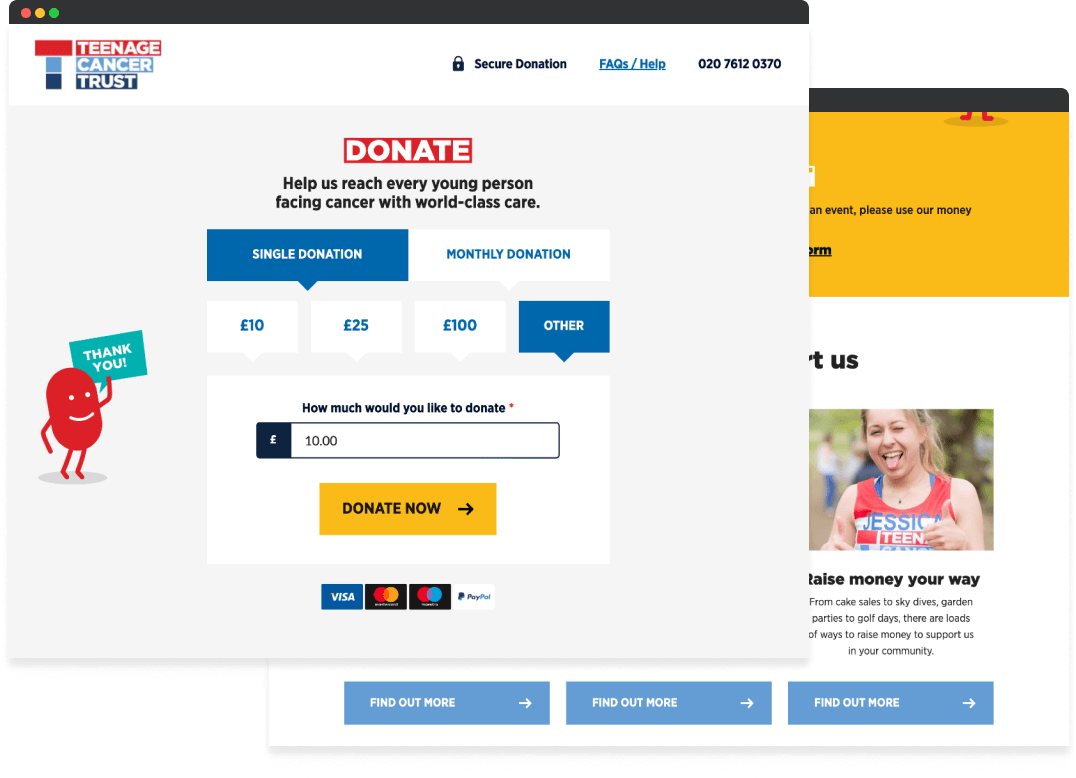 TEENAGE
CANCER
TRUST
Secure Donation
FAQs / Help
020 7612 0370
DONATE
Help us reach every young person
facing cancer with world-class care.
SINGLE DONATION
MONTHLY DONATION
£10
£25
£100
OTHER
THANK
YOU!
How much would you like to donate *
£
10.00
DONATE NOW
VISA
mastercard
maestro
PayPal
an event, please use our money
orm
rt us
JESSIC
TEEN
CANC
Raise money your way
From cake sales to sky dives, garden
parties to golf days, there are loads
of ways to raise money to support us
in your community.
FIND OUT MORE
FIND OUT MORE
FIND OUT MORE